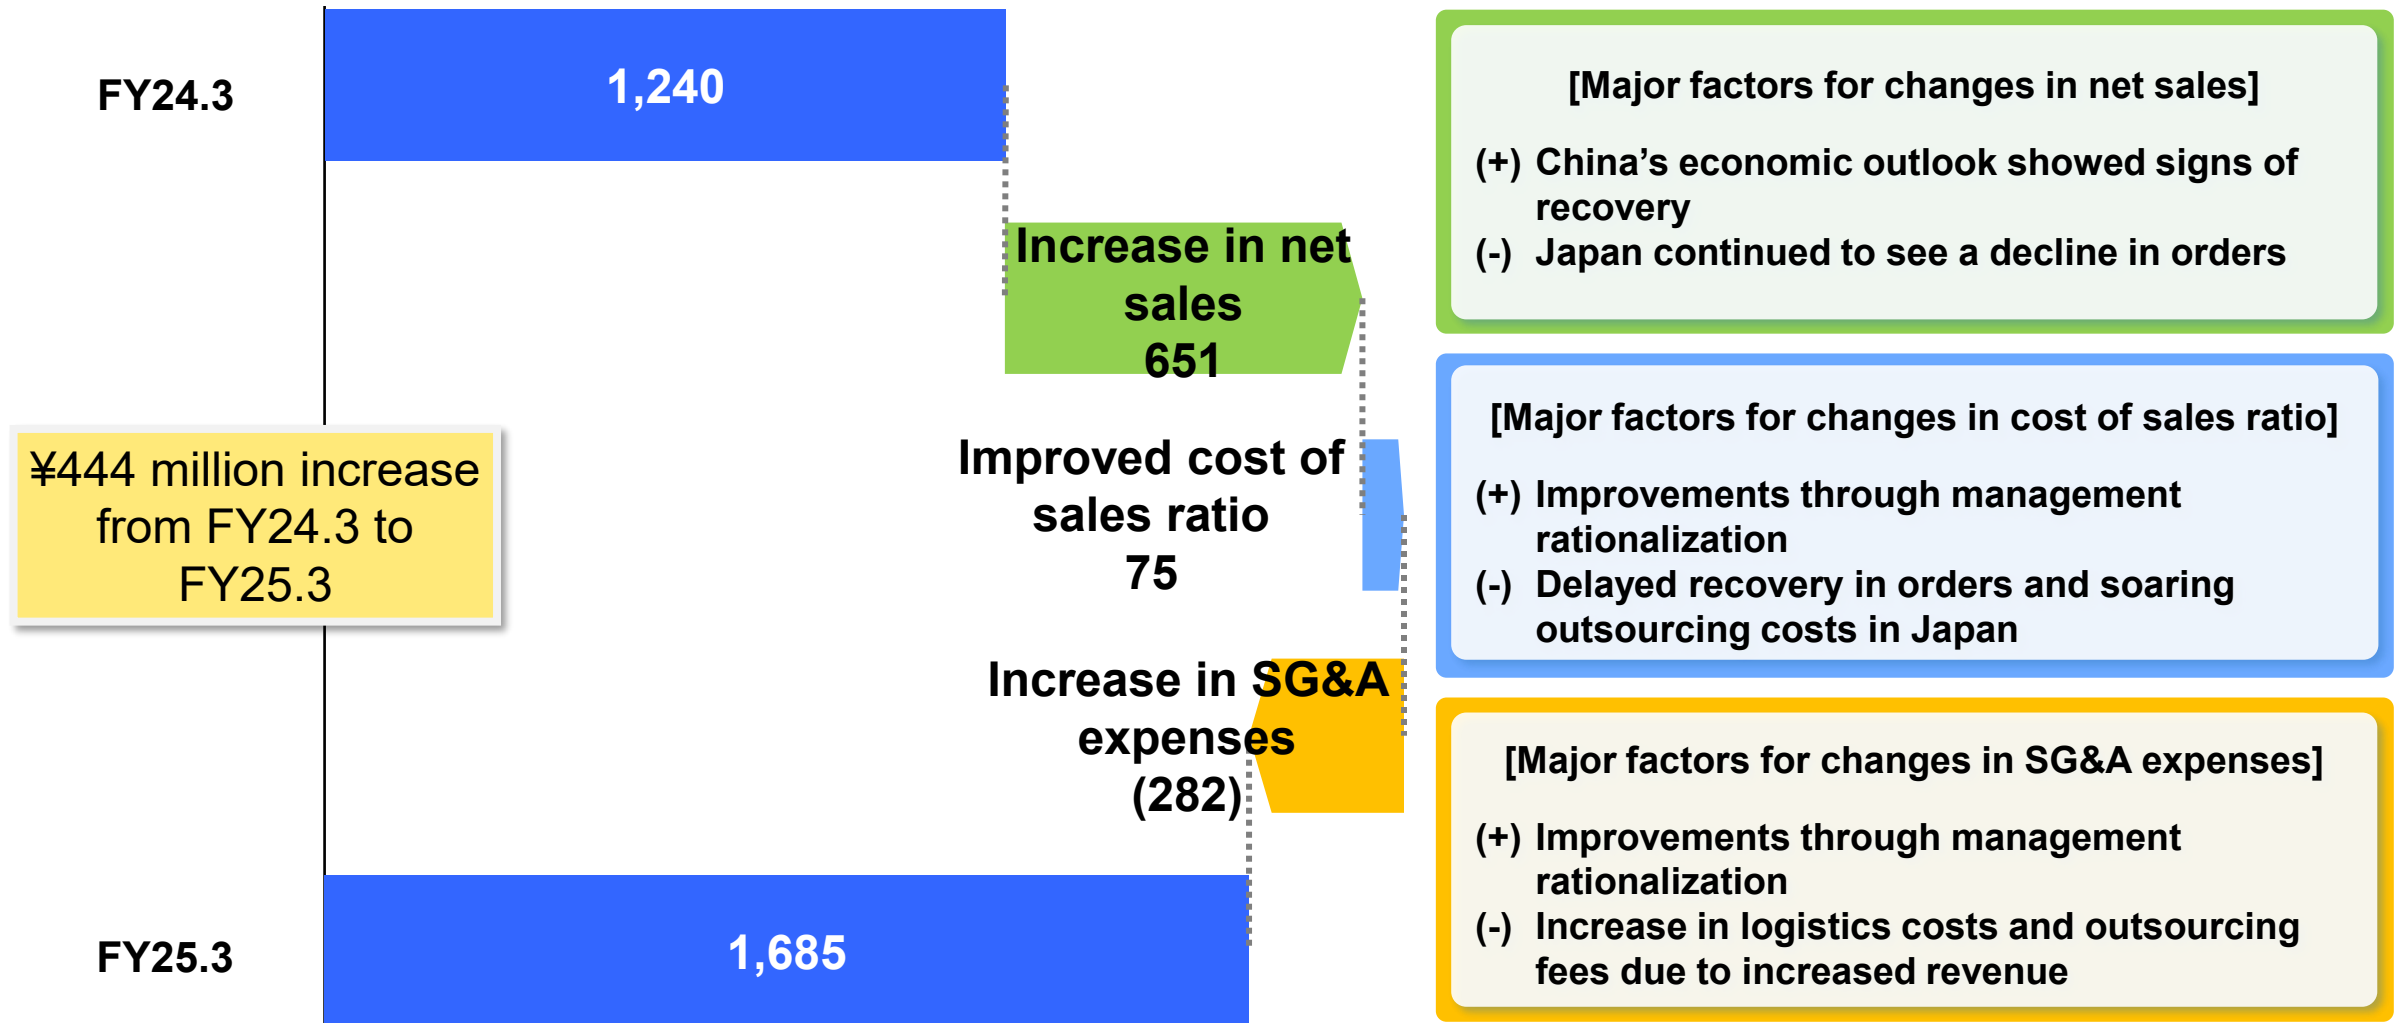 FY24.3
1,240
Increase in net
sales
651
Improved cost of
sales ratio
75
¥444 million increase
from FY24.3 to
FY25.3
Increase in SG&A
expenses
(282)
FY25.3
1,685
[Major factors for changes in net sales]
(+) China’s economic outlook showed signs of
recovery
(-) Japan continued to see a decline in orders
[Major factors for changes in cost of sales ratio]
(+) Improvements through management
rationalization
(-) Delayed recovery in orders and soaring
outsourcing costs in Japan
[Major factors for changes in SG&A expenses]
(+) Improvements through management
rationalization
(-) Increase in logistics costs and outsourcing
fees due to increased revenue